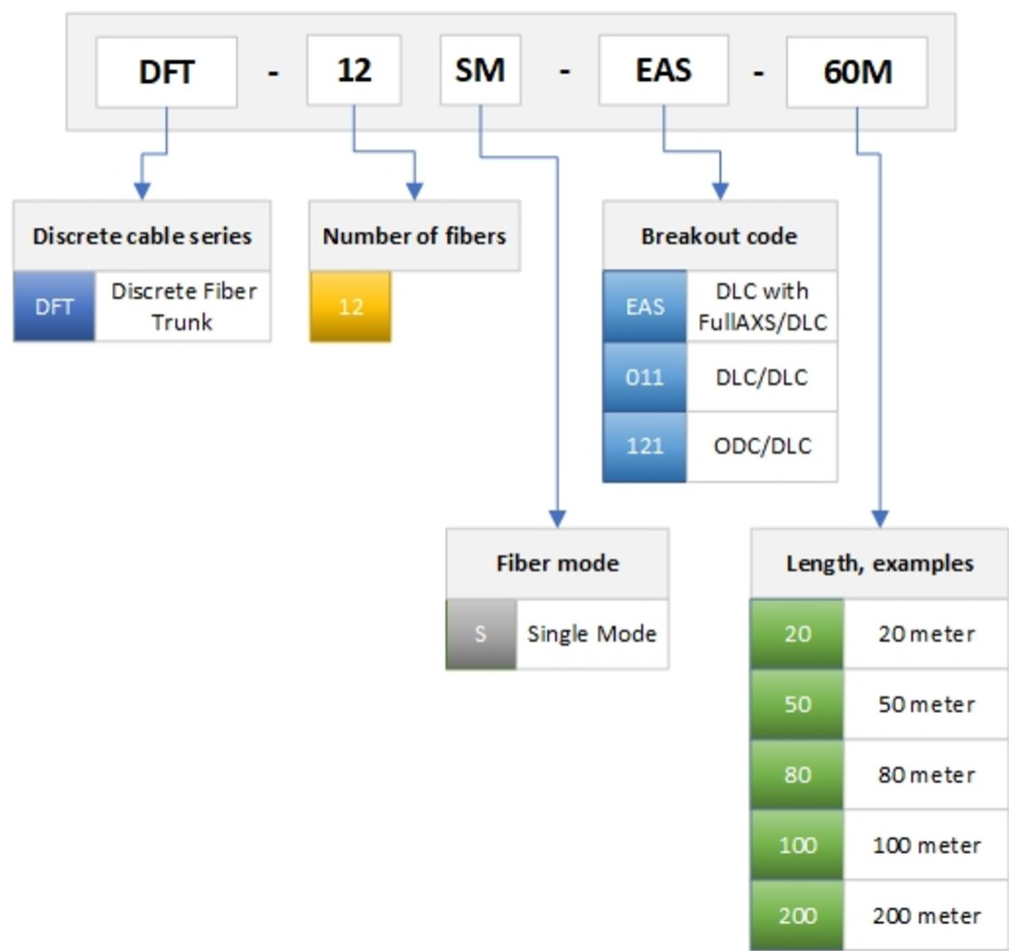 DFT - 12 SM - EAS - 60M
Discrete cable series
DFT
Discrete Fiber
Trunk
Number of fibers
12
Breakout code
EAS
DLC with
FullAXS/DLC
011
DLC/DLC
121
ODC/DLC
Fiber mode
S
Single Mode
Length, examples
20
20 meter
50
50 meter
80
80 meter
100
100 meter
200
200 meter